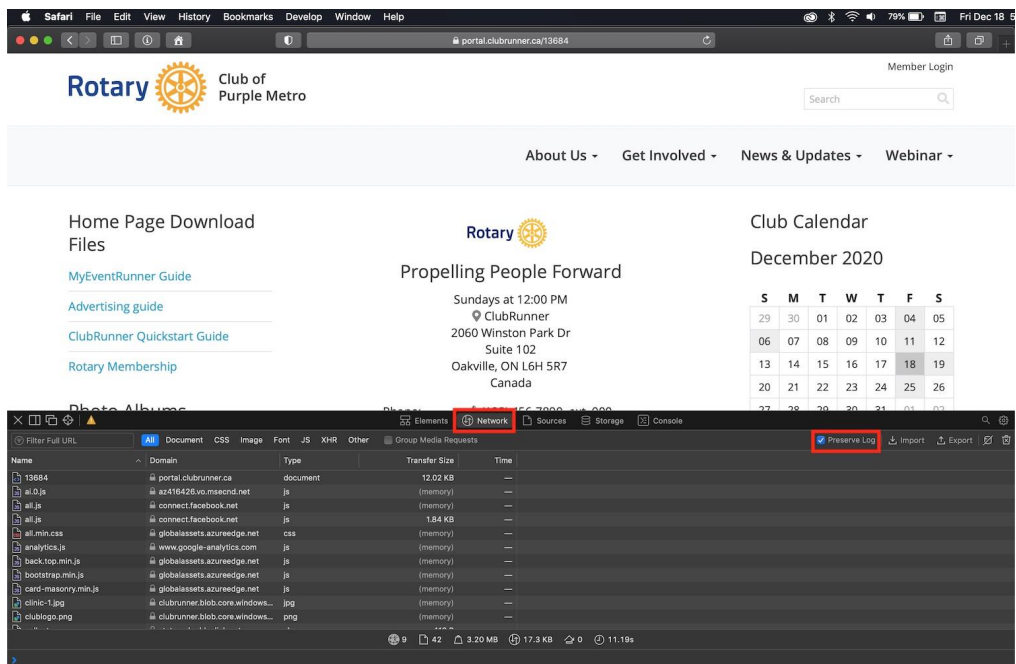 Safari File Edit View History Bookmarks Develop Window Help 79% Fri Dec 18 5
portal.clubrunner.ca/13684
Member Login
Rotary
Club of
Purple Metro
Search
About Us Get Involved News & Updates Webinar
Home Page Download
Files
MyEventRunner Guide
Advertising guide
ClubRunner Quickstart Guide
Rotary Membership
Photo Albums
Rotary
Propelling People Forward
Sundays at 12:00 PM
ClubRunner
2060 Winston Park Dr
Suite 102
Oakville, ON L6H 5R7
Canada
Club Calendar
December 2020
S M T W T F S
29 30 01 02 03 04 05
06 07 08 09 10 11 12
13 14 15 16 17 18 19
20 21 22 23 24 25 26
27 28 29 30 31 01 02
Elements Network Sources Storage Console
Filter Full URL All Document CSS Image Font JS XHR Other Group Media Requests Preserve Log Import Export
Name Domain Type Transfer Size Time
13684 portal.clubrunner.ca document 12.02 KB —
ai.0.js az416426.vo.msecnd.net js (memory) —
all.js connect.facebook.net js (memory) —
all.js connect.facebook.net js 1.84 KB —
all.min.css globalassets.azureedge.net css (memory) —
analytics.js www.google-analytics.com js (memory) —
back.top.min.js globalassets.azureedge.net js (memory) —
bootstrap.min.js globalassets.azureedge.net js (memory) —
card-masonry.min.js globalassets.azureedge.net js (memory) —
clinic-1.jpg clubrunner.blob.core.windows... jpg (memory) —
clublogo.png clubrunner.blob.core.windows... png (memory) —
9 42 3.20 MB 17.3 KB 0 11.19s